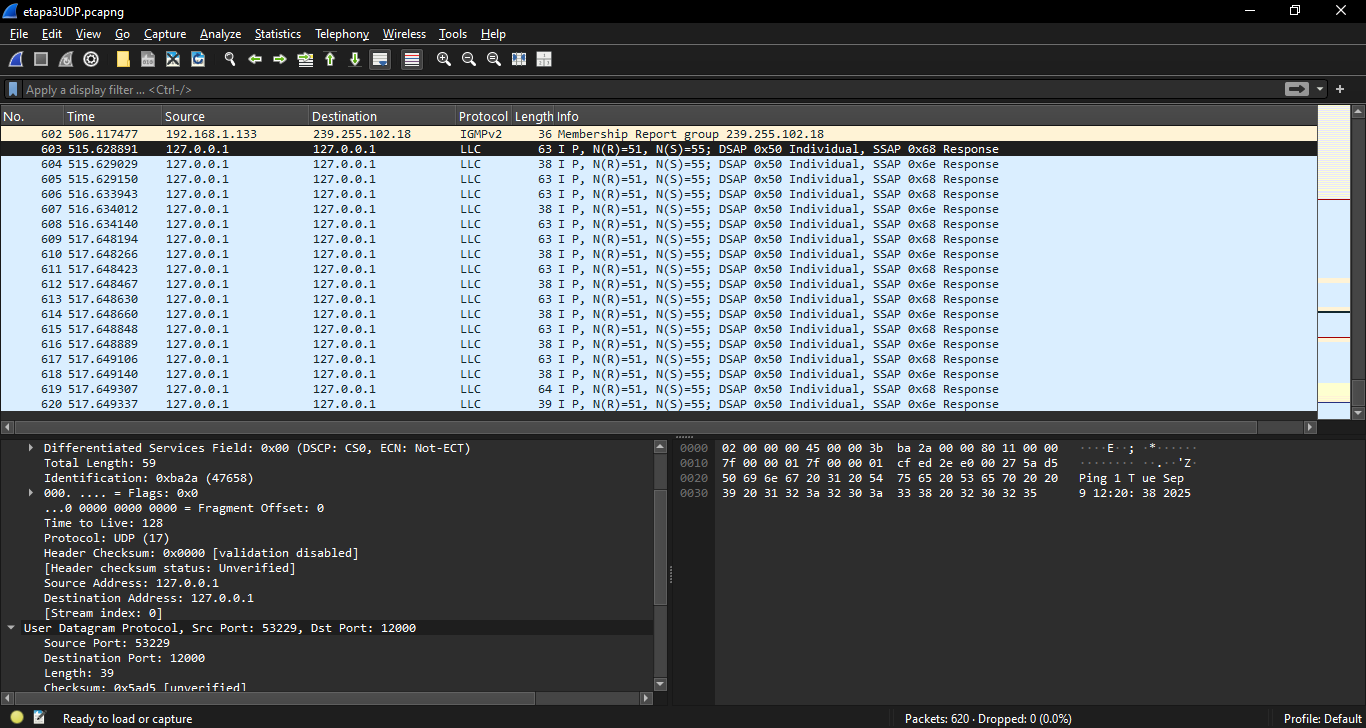 etapa3UDP.pcapng
File Edit View Go Capture Analyze Statistics Telephony Wireless Tools Help
Apply a display filter ... <Ctrl-/>
No. Time Source Destination Protocol Length Info
602 506.117477 192.168.1.133 239.255.102.18 IGMPv2 36 Membership Report group 239.255.102.18
603 515.628891 127.0.0.1 127.0.0.1 LLC 63 I P, N(R)=51, N(S)=55; DSAP 0x50 Individual, SSAP 0x68 Response
604 515.629029 127.0.0.1 127.0.0.1 LLC 38 I P, N(R)=51, N(S)=55; DSAP 0x50 Individual, SSAP 0x6e Response
605 515.629150 127.0.0.1 127.0.0.1 LLC 63 I P, N(R)=51, N(S)=55; DSAP 0x50 Individual, SSAP 0x68 Response
606 516.633943 127.0.0.1 127.0.0.1 LLC 63 I P, N(R)=51, N(S)=55; DSAP 0x50 Individual, SSAP 0x68 Response
607 516.634012 127.0.0.1 127.0.0.1 LLC 38 I P, N(R)=51, N(S)=55; DSAP 0x50 Individual, SSAP 0x6e Response
608 516.634140 127.0.0.1 127.0.0.1 LLC 63 I P, N(R)=51, N(S)=55; DSAP 0x50 Individual, SSAP 0x68 Response
609 517.648194 127.0.0.1 127.0.0.1 LLC 63 I P, N(R)=51, N(S)=55; DSAP 0x50 Individual, SSAP 0x68 Response
610 517.648266 127.0.0.1 127.0.0.1 LLC 38 I P, N(R)=51, N(S)=55; DSAP 0x50 Individual, SSAP 0x6e Response
611 517.648423 127.0.0.1 127.0.0.1 LLC 63 I P, N(R)=51, N(S)=55; DSAP 0x50 Individual, SSAP 0x68 Response
612 517.648467 127.0.0.1 127.0.0.1 LLC 38 I P, N(R)=51, N(S)=55; DSAP 0x50 Individual, SSAP 0x6e Response
613 517.648630 127.0.0.1 127.0.0.1 LLC 63 I P, N(R)=51, N(S)=55; DSAP 0x50 Individual, SSAP 0x68 Response
614 517.648660 127.0.0.1 127.0.0.1 LLC 38 I P, N(R)=51, N(S)=55; DSAP 0x50 Individual, SSAP 0x6e Response
615 517.648848 127.0.0.1 127.0.0.1 LLC 63 I P, N(R)=51, N(S)=55; DSAP 0x50 Individual, SSAP 0x68 Response
616 517.648889 127.0.0.1 127.0.0.1 LLC 38 I P, N(R)=51, N(S)=55; DSAP 0x50 Individual, SSAP 0x6e Response
617 517.649106 127.0.0.1 127.0.0.1 LLC 63 I P, N(R)=51, N(S)=55; DSAP 0x50 Individual, SSAP 0x68 Response
618 517.649140 127.0.0.1 127.0.0.1 LLC 38 I P, N(R)=51, N(S)=55; DSAP 0x50 Individual, SSAP 0x6e Response
619 517.649307 127.0.0.1 127.0.0.1 LLC 64 I P, N(R)=51, N(S)=55; DSAP 0x50 Individual, SSAP 0x68 Response
620 517.649337 127.0.0.1 127.0.0.1 LLC 39 I P, N(R)=51, N(S)=55; DSAP 0x50 Individual, SSAP 0x6e Response
Differentiated Services Field: 0x00 (DSCP: CS0, ECN: Not-ECT)
Total Length: 59
Identification: 0xba2a (47658)
000. .... = Flags: 0x0
...0 0000 0000 0000 = Fragment Offset: 0
Time to Live: 128
Protocol: UDP (17)
Header Checksum: 0x0000 [validation disabled]
[Header checksum status: Unverified]
Source Address: 127.0.0.1
Destination Address: 127.0.0.1
[Stream index: 0]
User Datagram Protocol, Src Port: 53229, Dst Port: 12000
Source Port: 53229
Destination Port: 12000
Length: 39
Checksum: 0x5ad5 [unverified]
0000 02 00 00 00 45 00 00 3b ba 2a 00 00 80 11 00 00 ····E··; ·*······
0010 7f 00 00 01 7f 00 00 01 cf ed 2e e0 00 27 5a d5 ········ ··.··'Z·
0020 50 69 6e 67 20 31 20 54 75 65 20 53 65 70 20 20 Ping 1 T ue Sep
0030 39 20 31 32 3a 32 30 3a 33 38 20 32 30 32 35 9 12:20: 38 2025
Ready to load or capture
Packets: 620 · Dropped: 0 (0.0%)
Profile: Default